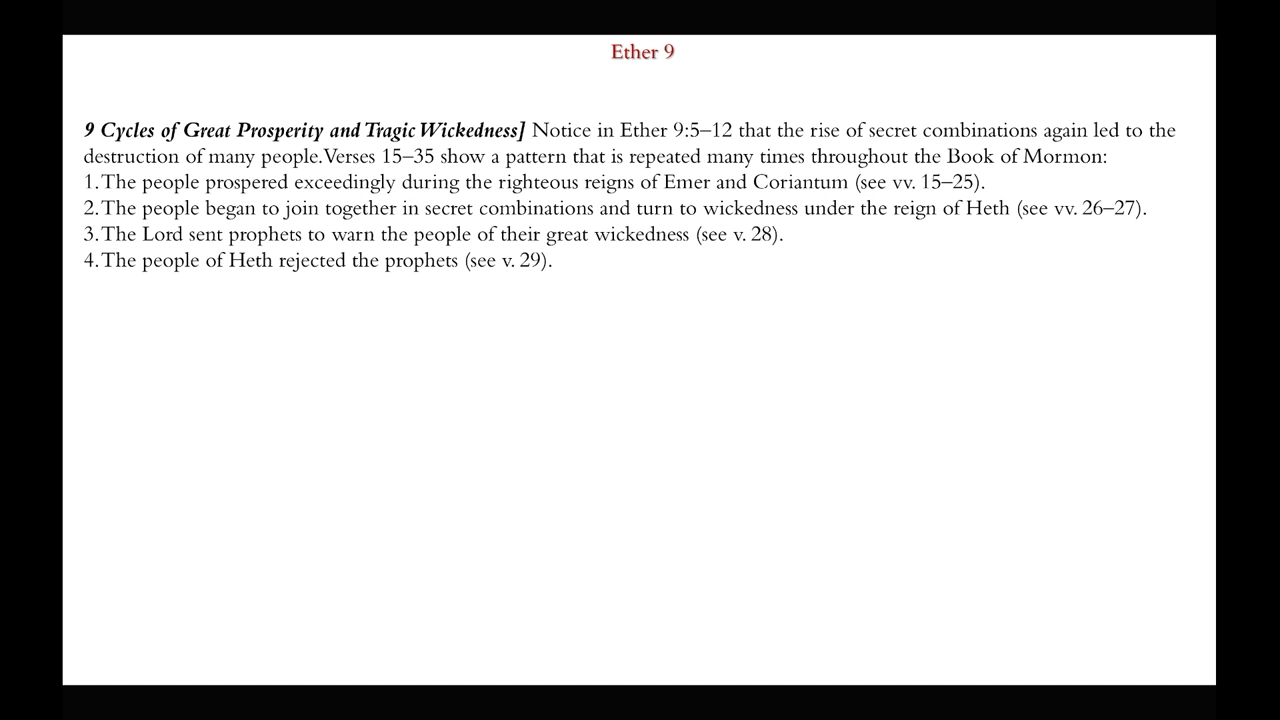 Ether 9
9 Cycles of Great Prosperity and Tragic Wickedness] Notice in Ether 9:5–12 that the rise of secret combinations again led to the
destruction of many people.Verses 15–35 show a pattern that is repeated many times throughout the Book of Mormon:
1.The people prospered exceedingly during the righteous reigns of Emer and Coriantum (see vv. 15–25).
2.The people began to join together in secret combinations and turn to wickedness under the reign of Heth (see vv. 26–27).
3.The Lord sent prophets to warn the people of their great wickedness (see v. 28).
4.The people of Heth rejected the prophets (see v. 29).